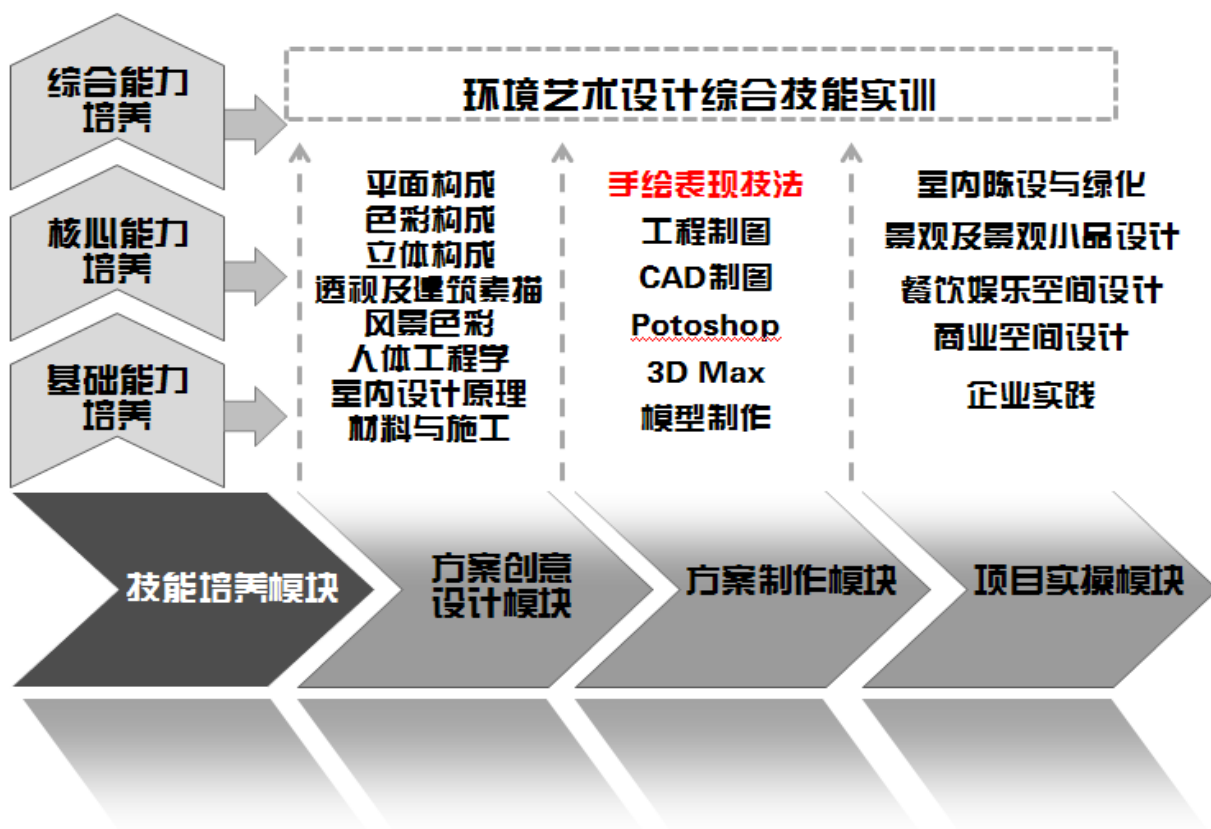 综合能力
培养
核心能力
培养
基础能力
培养
环境艺术设计综合技能实训
平面构成
色彩构成
立体构成
透视及建筑素描
风景色彩
人体工程学
室内设计原理
材料与施工
手绘表现技法
工程制图
CAD制图
Potoshop
3D Max
模型制作
室内陈设与绿化
景观及景观小品设计
餐饮娱乐空间设计
商业空间设计
企业实践
技能培养模块
方案创意
设计模块
方案制作模块
项目实操模块